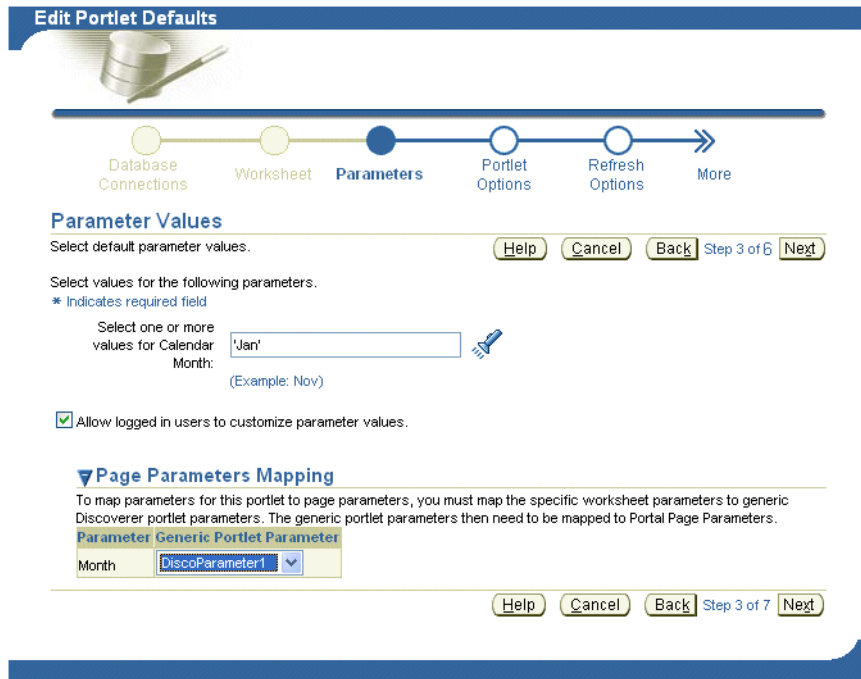 Edit Portlet Defaults
Database
Connections
Worksheet
Parameters
Portlet
Options
Refresh
Options
More
Parameter Values
Select default parameter values.
Help Cancel Back Step 3 of 6 Next
Select values for the following parameters.
* Indicates required field
Select one or more
values for Calendar
Month:
'Jan'
(Example: Nov)
Allow logged in users to customize parameter values.
Page Parameters Mapping
To map parameters for this portlet to page parameters, you must map the specific worksheet parameters to generic
Discoverer portlet parameters. The generic portlet parameters then need to be mapped to Portal Page Parameters.
Parameter Generic Portlet Parameter
Month DiscoParameter1
Help Cancel Back Step 3 of 7 Next